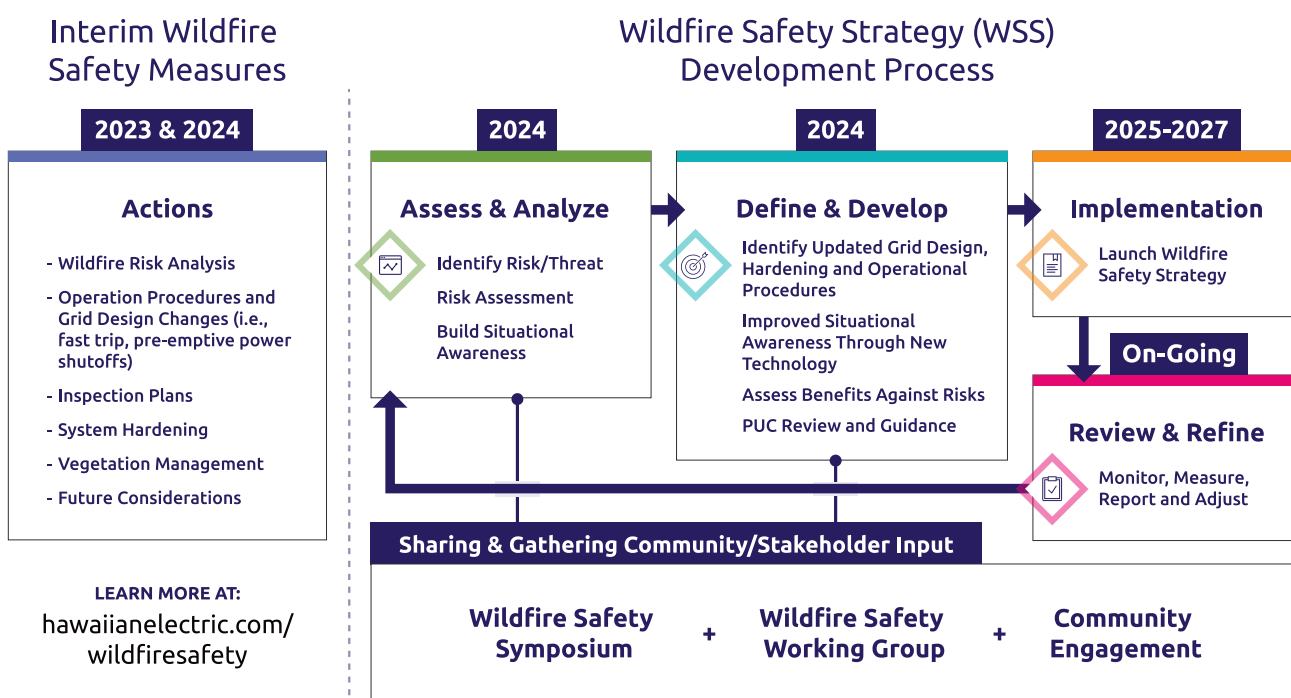 Interim Wildfire
Safety Measures
2023 & 2024
Actions
- Wildfire Risk Analysis
- Operation Procedures and
Grid Design Changes (i.e.,
fast trip, pre-emptive power
shutoffs)
- Inspection Plans
- System Hardening
- Vegetation Management
- Future Considerations
LEARN MORE AT:
hawaiianelectric.com/
wildfiresafety
Wildfire Safety Strategy (WSS)
Development Process
2024
Assess & Analyze
Identify Risk/Threat
Risk Assessment
Build Situational
Awareness
2024
Define & Develop
Identify Updated Grid Design,
Hardening and Operational
Procedures
Improved Situational
Awareness Through New
Technology
Assess Benefits Against Risks
PUC Review and Guidance
2025-2027
Implementation
Launch Wildfire
Safety Strategy
On-Going
Review & Refine
Monitor, Measure,
Report and Adjust
Sharing & Gathering Community/Stakeholder Input
Wildfire Safety
Symposium
+
Wildfire Safety
Working Group
+
Community
Engagement